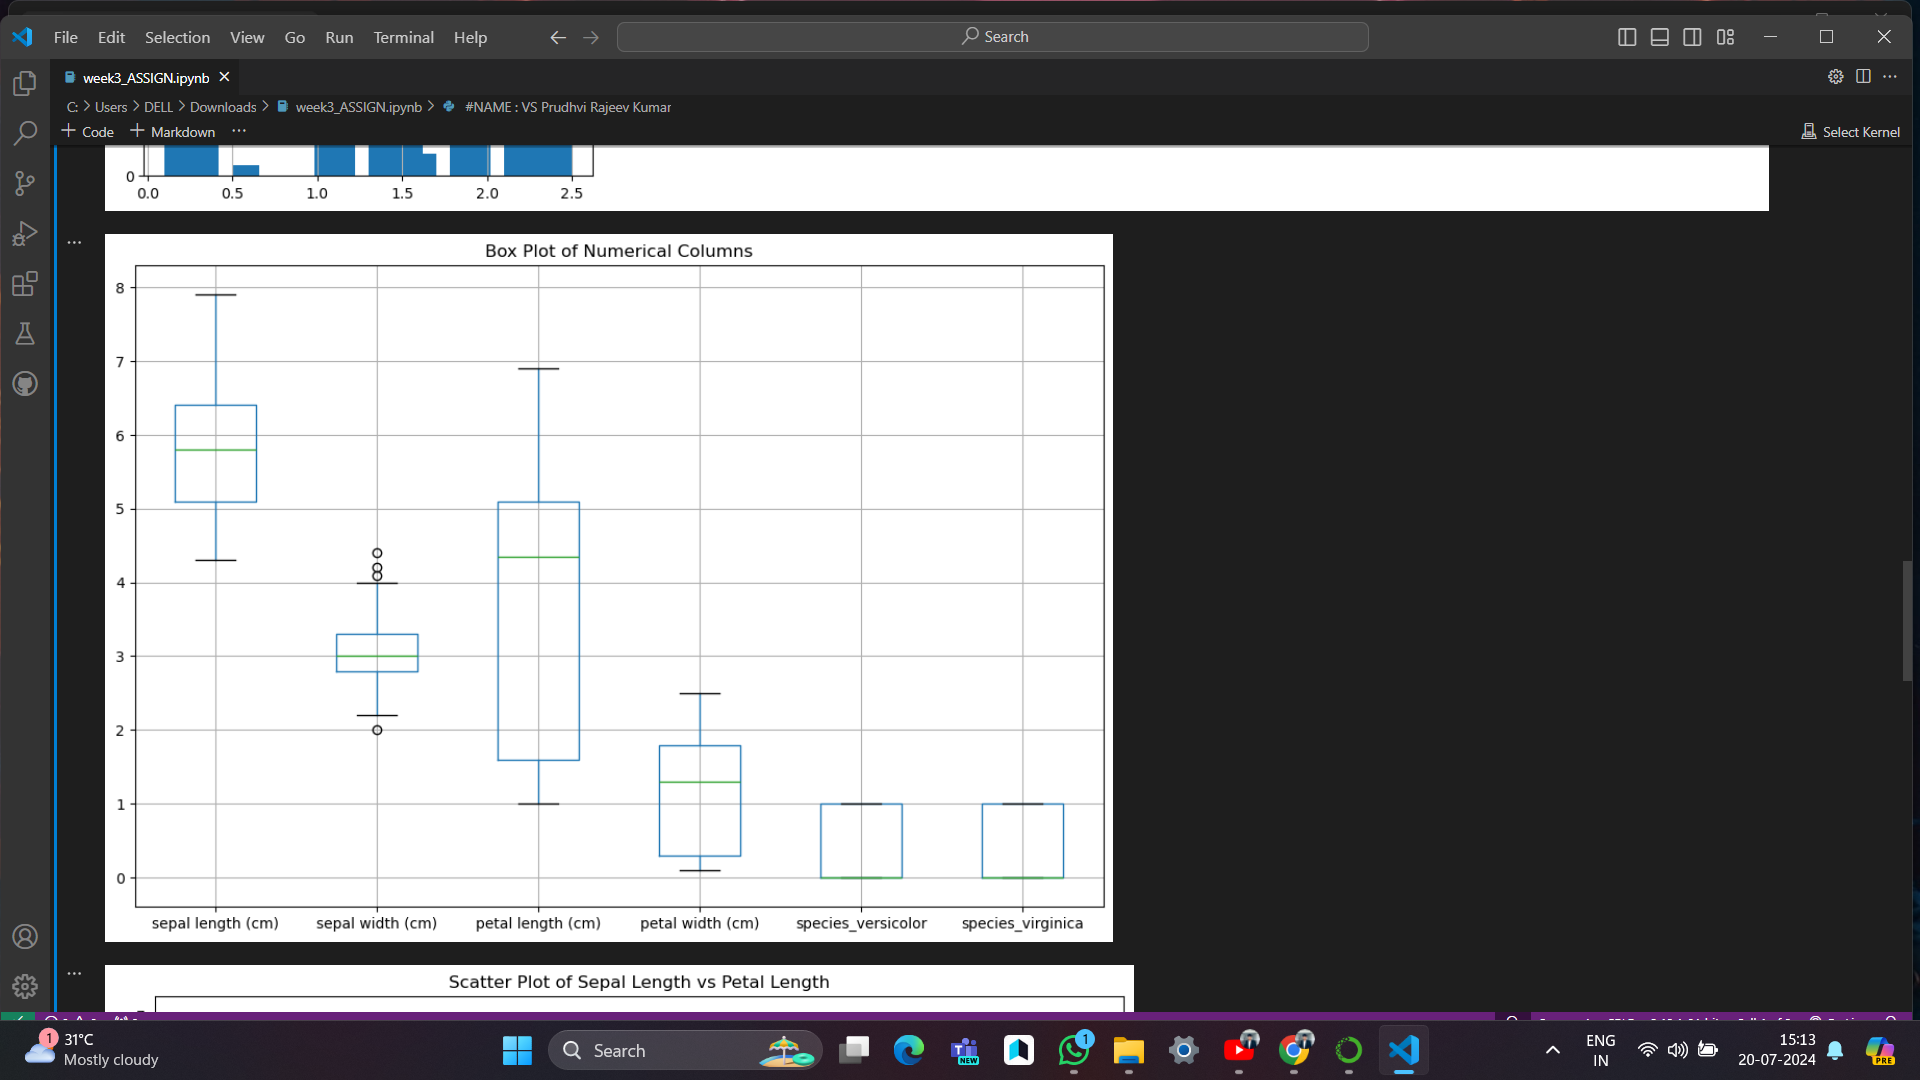 File Edit Selection View Go Run Terminal Help Search
week3_ASSIGN.ipynb
C: > Users > DELL > Downloads > week3_ASSIGN.ipynb > #NAME : VS Prudhvi Rajeev Kumar
+ Code + Markdown ... Select Kernel
0
0.0 0.5 1.0 1.5 2.0 2.5
Box Plot of Numerical Columns
8
7
6
5
4
3
2
1
0
sepal length (cm) sepal width (cm) petal length (cm) petal width (cm) species_versicolor species_virginica
Scatter Plot of Sepal Length vs Petal Length
1
31°C
Mostly cloudy
Search
NEW
1
ENG
IN
15:13
20-07-2024
PRE